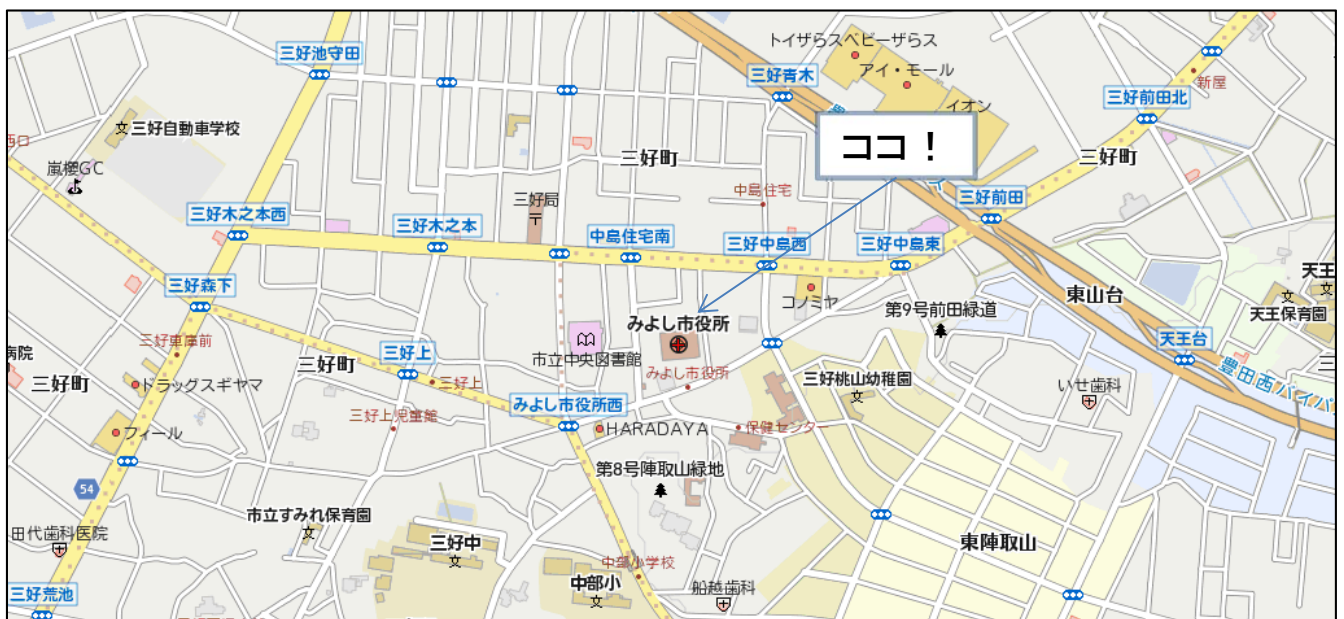 トイザらスベビーザらス
三好池守田
三好青木
アイ・モール
新屋
三好前田北
イオン
三好自動車学校
ココ！
西口
三好町
三好町
嵐櫻GC
中島住宅
三好局
三好前田
三好木之本西
三好木之本
中島住宅南
三好中島西
三好中島東
天王
三好森下
コノミヤ
東山台
第9号前田緑道
天王保育園
みよし市役所
三好車庫前
天王台
病院
三好上
市立中央図書館
三好町
三好町
みよし市役所
三好桃山幼稚園
豊田西バイパ
ドラッグスギヤマ
三好上
いせ歯科
みよし市役所西
三好上児童館
HARADAYA
保健センター
フィール
第8号陣取山緑地
54
市立すみれ保育園
田代歯科医院
三好中
東陣取山
中部小学校
中部小
船越歯科
三好荒池